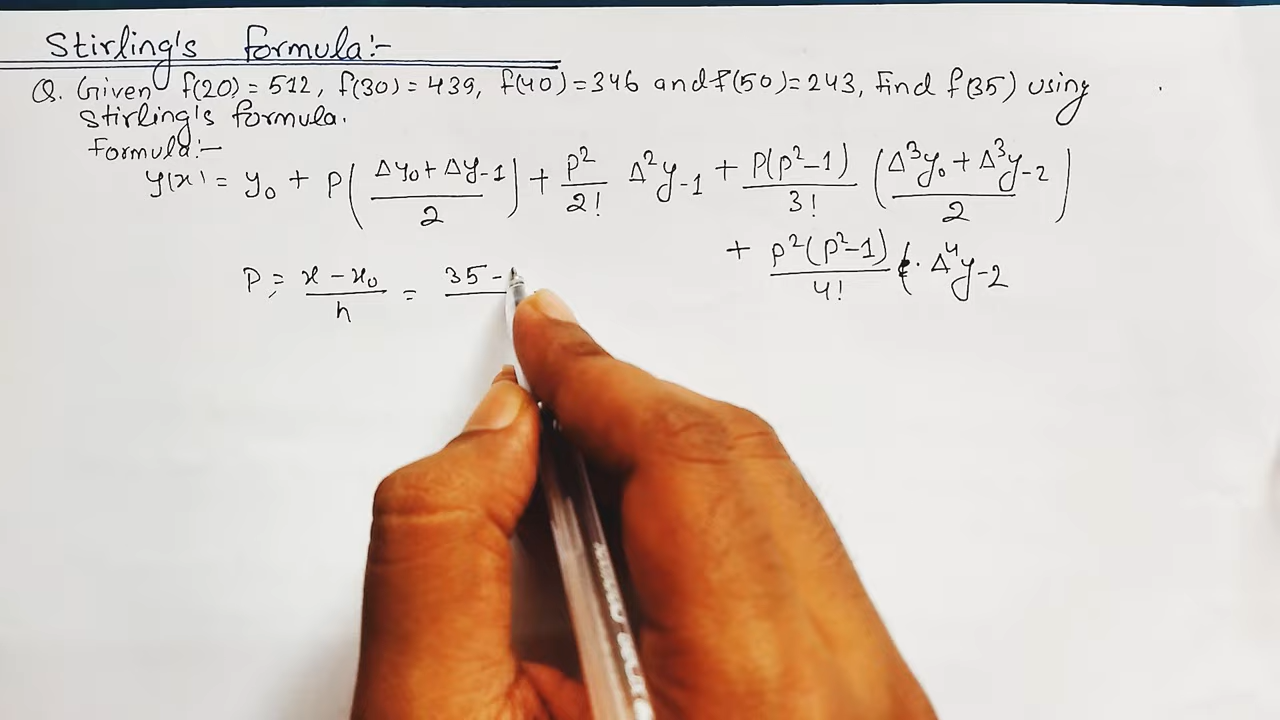 Stirling's formula:-
Q. Given f(20) = 512, f(30) = 439, f(40) = 346 and f(50) = 243, Find f(35) using
Stirling's formula.
Formula:-
y(x) = y₀ + P((Δy₀ + Δy-1)/2) + P²/2! Δ²y-1 + P(P²-1)/3! ((Δ³y₀ + Δ³y-2)/2)
+ P²(P²-1)/4! . Δ⁴y-2
P = (x - x₀)/h = 35 -